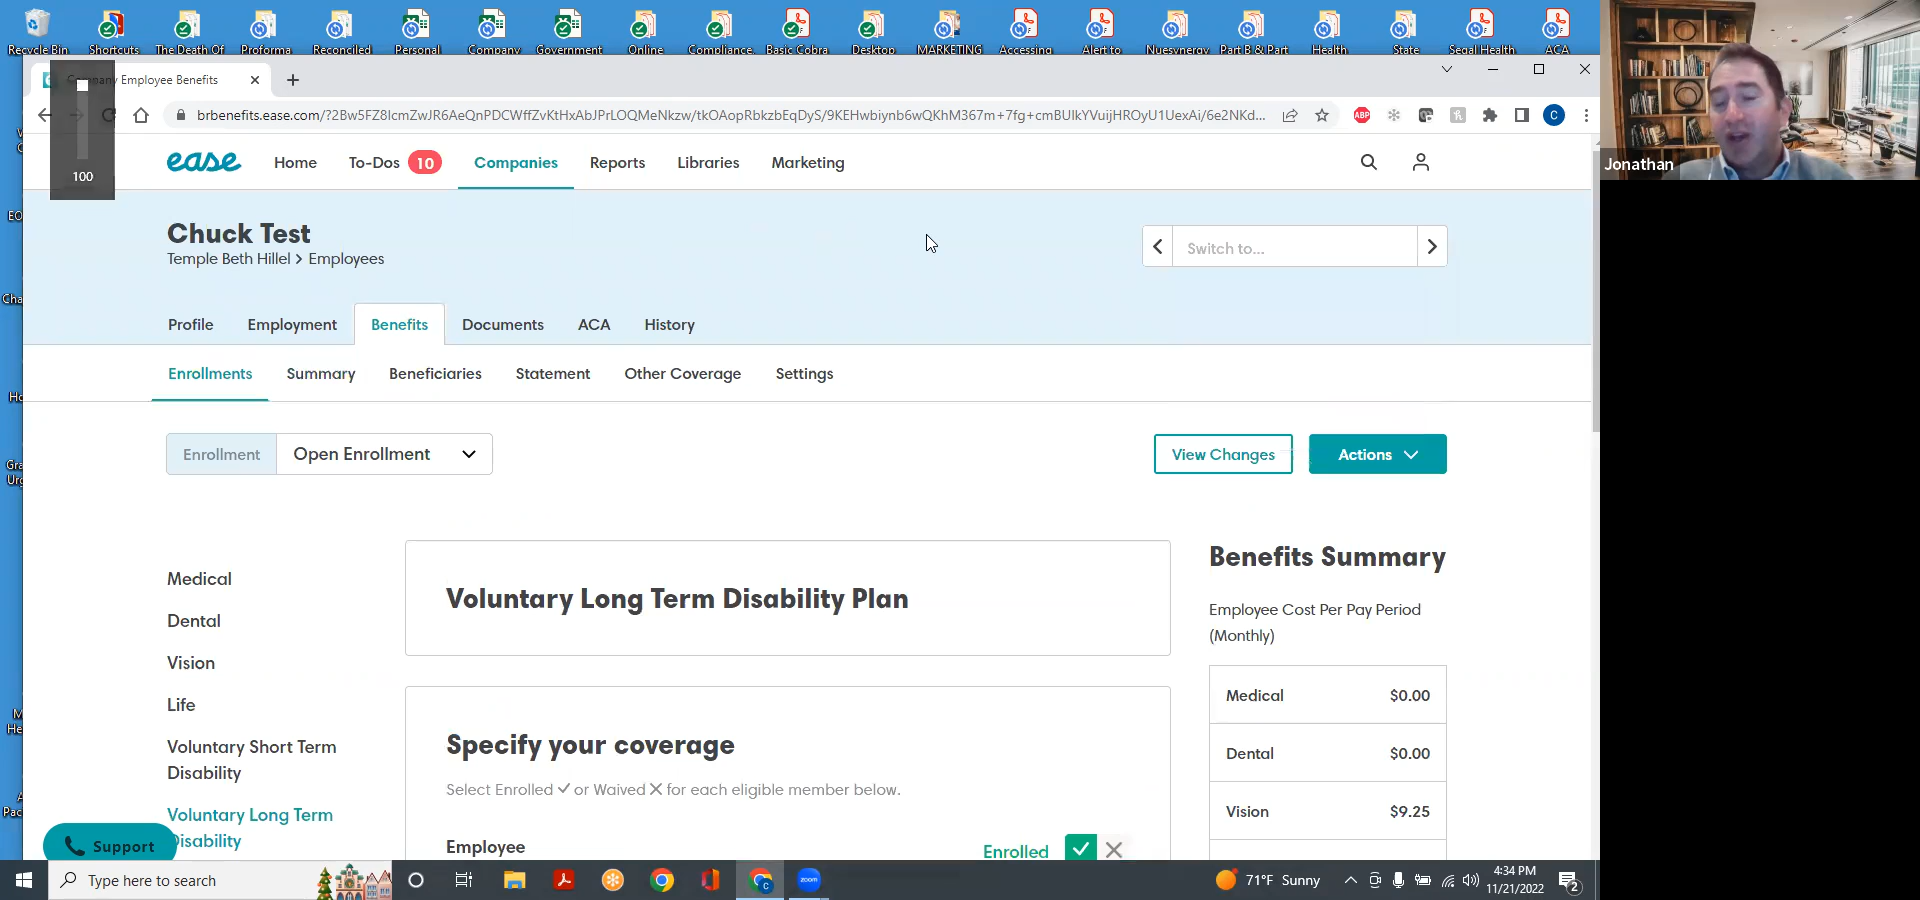 Recycle Bin
Shortcuts
The Death Of
Proforma
Reconciled
Personal
Company
Government
Online
Compliance
Basic Cobra
Desktop
MARKETING
Accessing
Alert to
Nuesynergy
Part B & Part
Health
State
Segal Health
ACA
Company Employee Benefits
brbenefits.ease.com/?2Bw5FZ8IcmZwJR6AeQnPDCWffZvKtHxAbJPrLOQMeNkzw/tkOAopRbkzbEqDyS/9KEHwbiynb6wQKhM367m+7fg+cmBUlkYVuijHROyU1UexAi/6e2NKd...
ABP
C
100
ease
Home
To-Dos 10
Companies
Reports
Libraries
Marketing
Jonathan
Chuck Test
Temple Beth Hillel > Employees
Switch to...
Profile
Employment
Benefits
Documents
ACA
History
Enrollments
Summary
Beneficiaries
Statement
Other Coverage
Settings
Enrollment
Open Enrollment
View Changes
Actions
Medical
Dental
Vision
Life
Voluntary Short Term
Disability
Voluntary Long Term
Disability
Voluntary Long Term Disability Plan
Specify your coverage
Select Enrolled ✓ or Waived ✕ for each eligible member below.
Employee
Enrolled
Benefits Summary
Employee Cost Per Pay Period
(Monthly)
Medical $0.00
Dental $0.00
Vision $9.25
Support
Type here to search
zoom
71°F Sunny
4:34 PM
11/21/2022
2